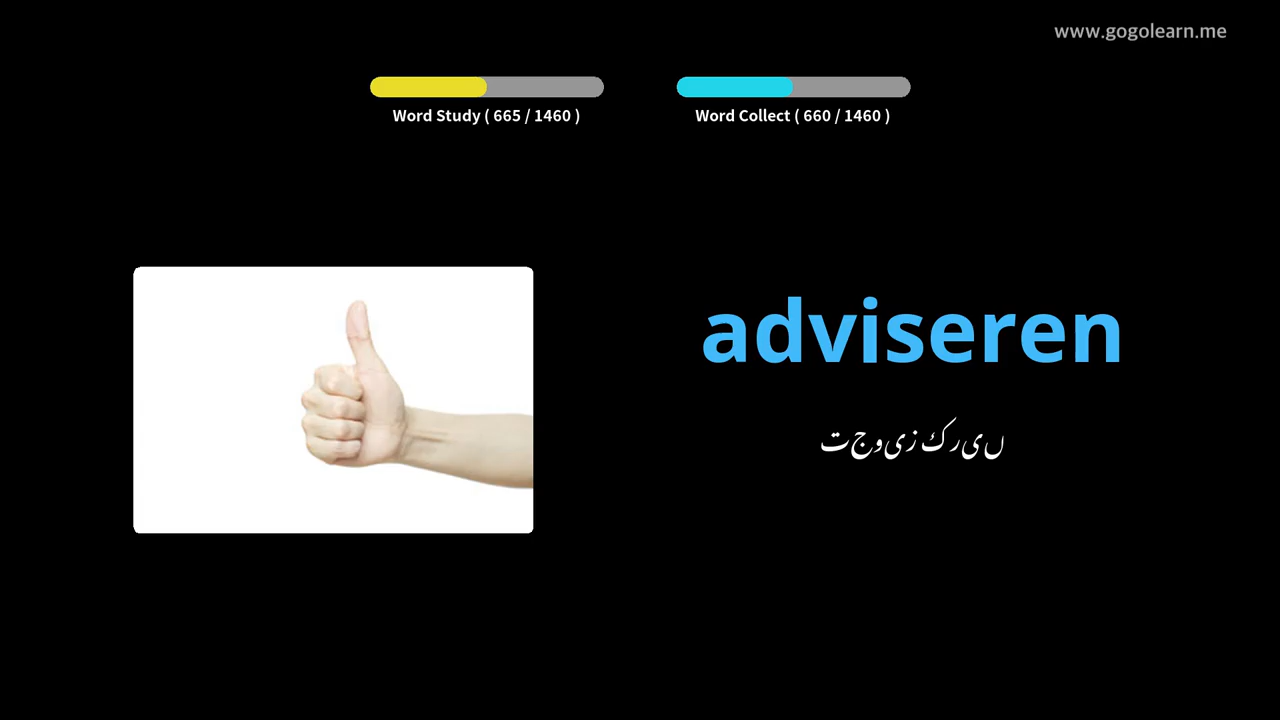 www.gogolearn.me
Word Study ( 665 / 1460 )
Word Collect ( 660 / 1460 )
adviseren
تجویز کریں